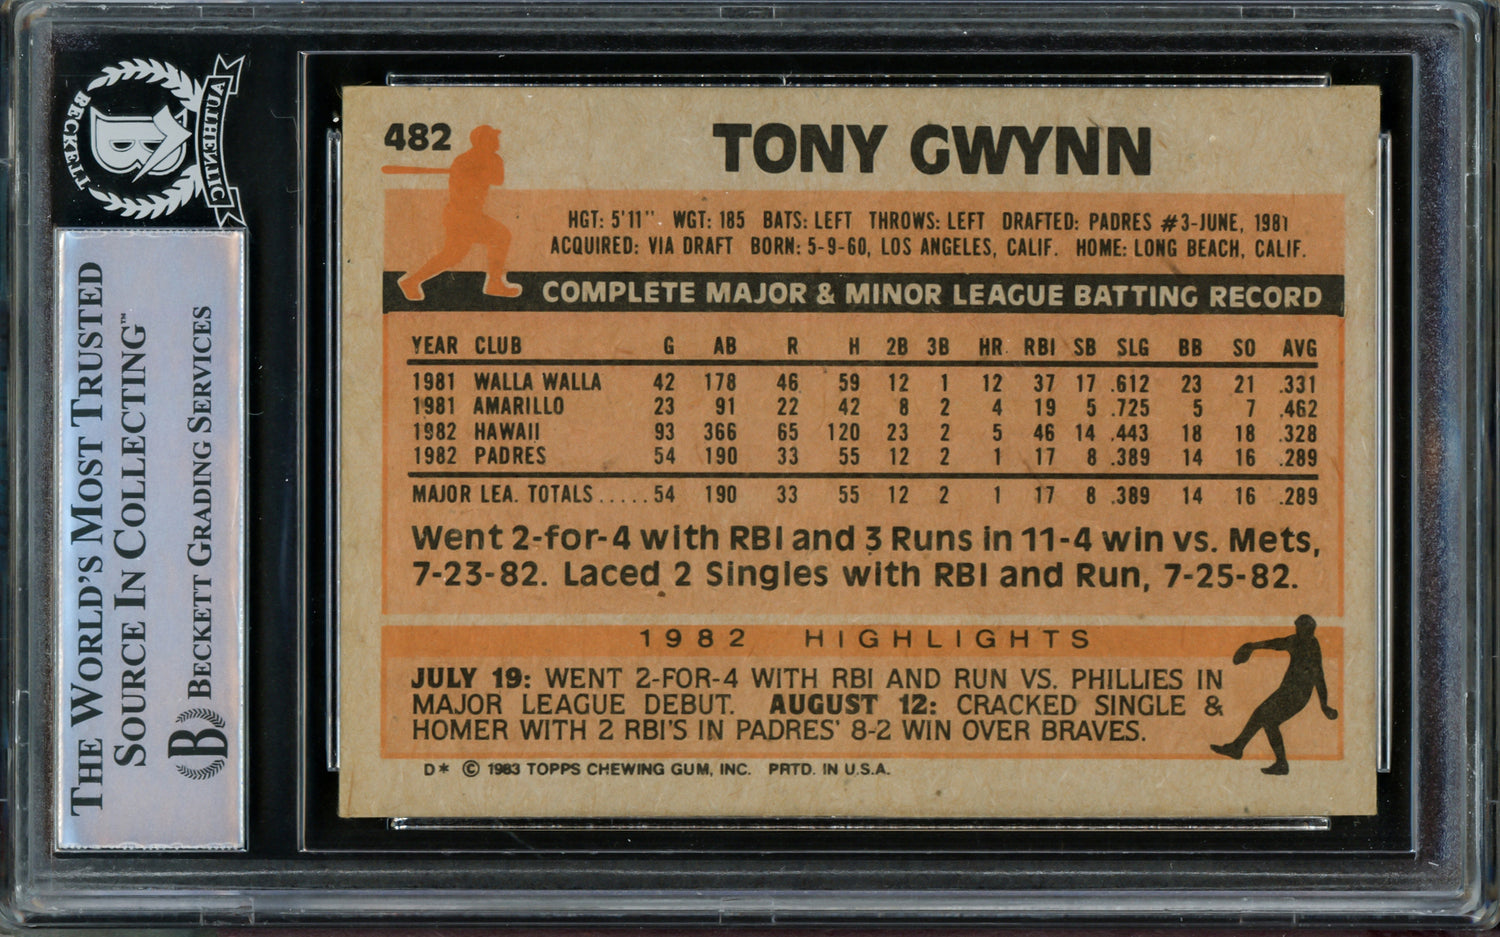 BECKETT
AUTHENTIC
B
THE WORLD'S MOST TRUSTED
SOURCE IN COLLECTING™
B BECKETT GRADING SERVICES
482
TONY GWYNN
HGT: 5'11" WGT: 185 BATS: LEFT THROWS: LEFT DRAFTED: PADRES #3-JUNE, 1981
ACQUIRED: VIA DRAFT BORN: 5-9-60, LOS ANGELES, CALIF. HOME: LONG BEACH, CALIF.
COMPLETE MAJOR & MINOR LEAGUE BATTING RECORD
YEAR CLUB G AB R H 2B 3B HR RBI SB SLG BB SO AVG
1981 WALLA WALLA 42 178 46 59 12 1 12 37 17 .612 23 21 .331
1981 AMARILLO 23 91 22 42 8 2 4 19 5 .725 5 7 .462
1982 HAWAII 93 366 65 120 23 2 5 46 14 .443 18 18 .328
1982 PADRES 54 190 33 55 12 2 1 17 8 .389 14 16 .289
MAJOR LEA. TOTALS.....54 190 33 55 12 2 1 17 8 .389 14 16 .289
Went 2-for-4 with RBI and 3 Runs in 11-4 win vs. Mets,
7-23-82. Laced 2 Singles with RBI and Run, 7-25-82.
1982 HIGHLIGHTS
JULY 19: WENT 2-FOR-4 WITH RBI AND RUN VS. PHILLIES IN
MAJOR LEAGUE DEBUT. AUGUST 12: CRACKED SINGLE &
HOMER WITH 2 RBI'S IN PADRES' 8-2 WIN OVER BRAVES.
D* © 1983 TOPPS CHEWING GUM, INC. PRTD. IN U.S.A.